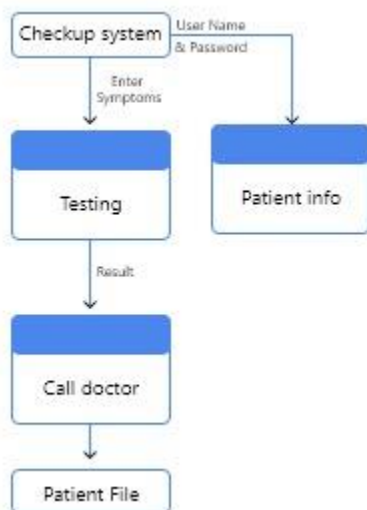 Checkup system
User Name
& Password
Enter
Symptoms
Testing
Patient info
Result
Call doctor
Patient File